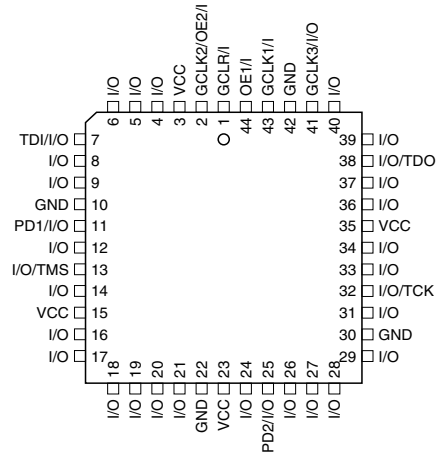 I/O
I/O
I/O
VCC
GCLK2/OE2/I
GCLR/I
OE1/I
GCLK1/I
GND
GCLK3/I/O
I/O
6
5
4
3
2
1
44
43
42
41
40
TDI/I/O 7
I/O 8
I/O 9
GND 10
PD1/I/O 11
I/O 12
I/O/TMS 13
I/O 14
VCC 15
I/O 16
I/O 17
39 I/O
38 I/O/TDO
37 I/O
36 I/O
35 VCC
34 I/O
33 I/O
32 I/O/TCK
31 I/O
30 GND
29 I/O
18
19
20
21
22
23
24
25
26
27
28
I/O
I/O
I/O
I/O
GND
VCC
I/O
PD2/I/O
I/O
I/O
I/O